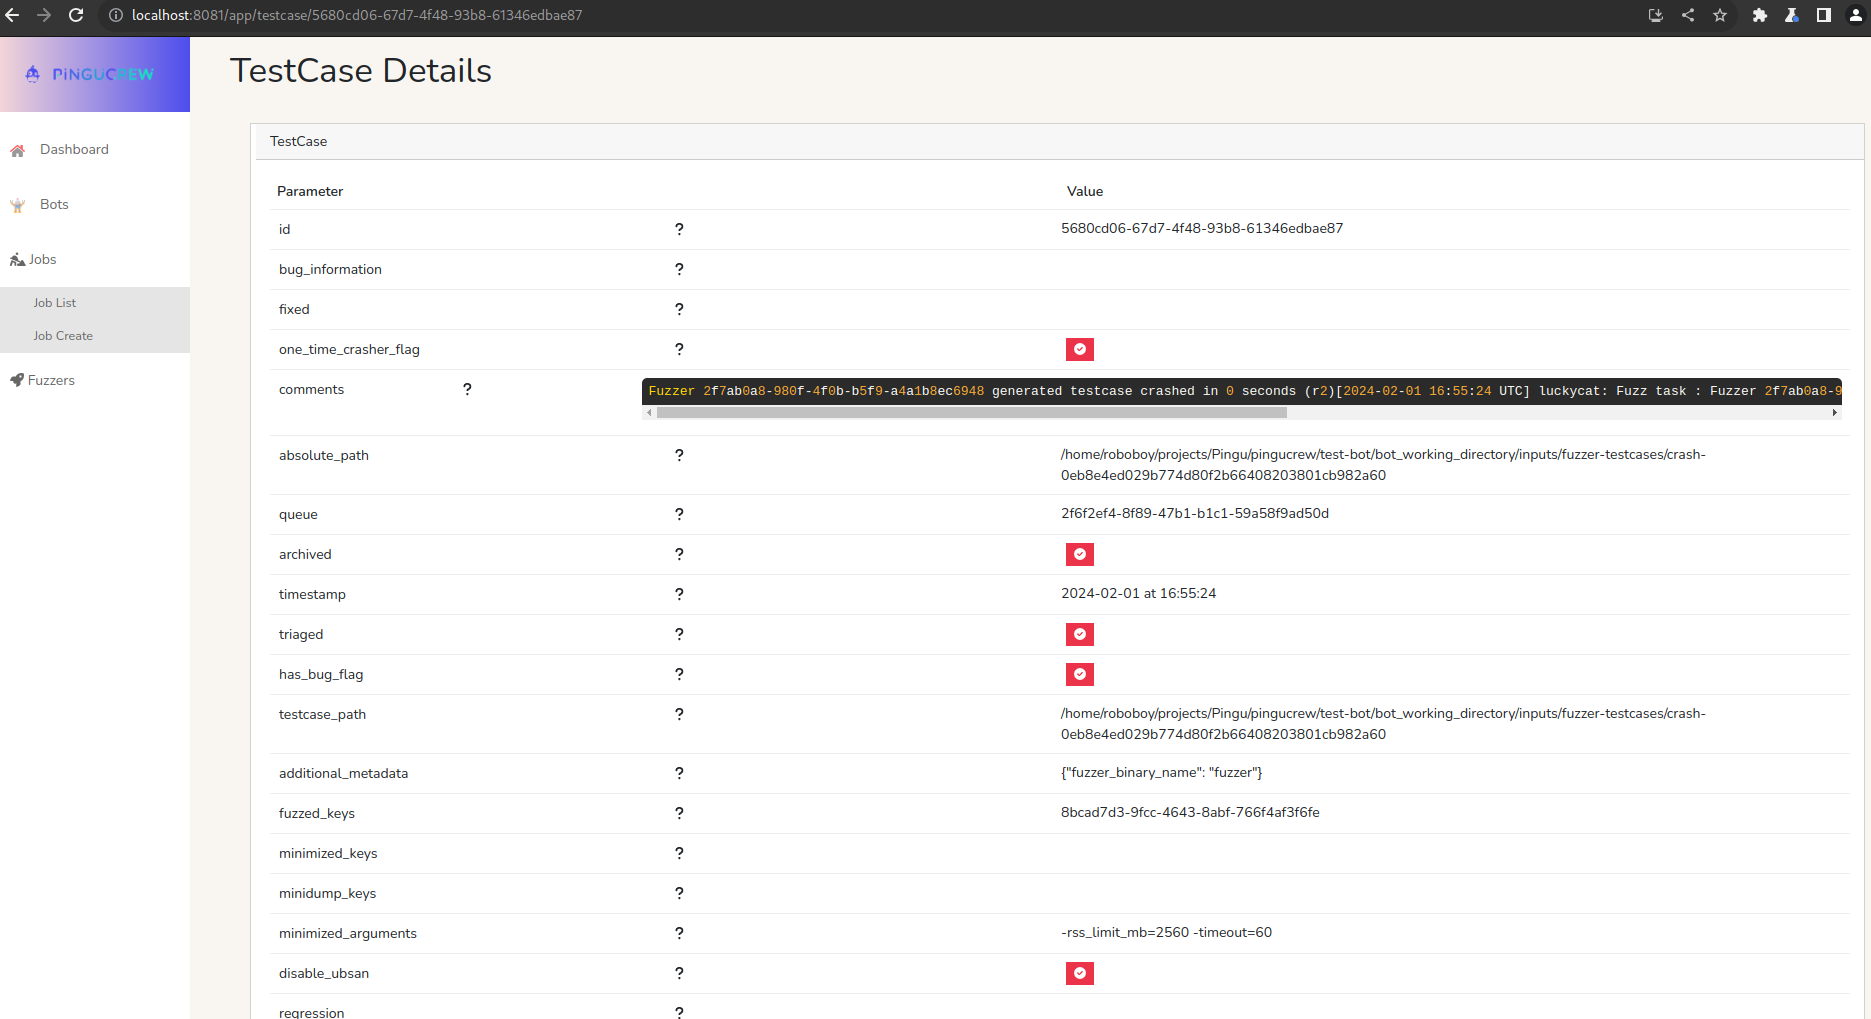 localhost:8081/app/testcase/5680cd06-67d7-4f48-93b8-61346edbae87
PiNGUCREW
TestCase Details
TestCase
Dashboard
Bots
Jobs
Job List
Job Create
Fuzzers
Parameter Value
id ? 5680cd06-67d7-4f48-93b8-61346edbae87
bug_information ?
fixed ?
one_time_crasher_flag ?
comments ? Fuzzer 2f7ab0a8-980f-4f0b-b5f9-a4a1b8ec6948 generated testcase crashed in 0 seconds (r2)[2024-02-01 16:55:24 UTC] luckycat: Fuzz task : Fuzzer 2f7ab0a8-9
absolute_path ? /home/roboboy/projects/Pingu/pingucrew/test-bot/bot_working_directory/inputs/fuzzer-testcases/crash-
0eb8e4ed029b774d80f2b66408203801cb982a60
queue ? 2f6f2ef4-8f89-47b1-b1c1-59a58f9ad50d
archived ?
timestamp ? 2024-02-01 at 16:55:24
triaged ?
has_bug_flag ?
testcase_path ? /home/roboboy/projects/Pingu/pingucrew/test-bot/bot_working_directory/inputs/fuzzer-testcases/crash-
0eb8e4ed029b774d80f2b66408203801cb982a60
additional_metadata ? {"fuzzer_binary_name": "fuzzer"}
fuzzed_keys ? 8bcad7d3-9fcc-4643-8abf-766f4af3f6fe
minimized_keys ?
minidump_keys ?
minimized_arguments ? -rss_limit_mb=2560 -timeout=60
disable_ubsan ?
regression ?